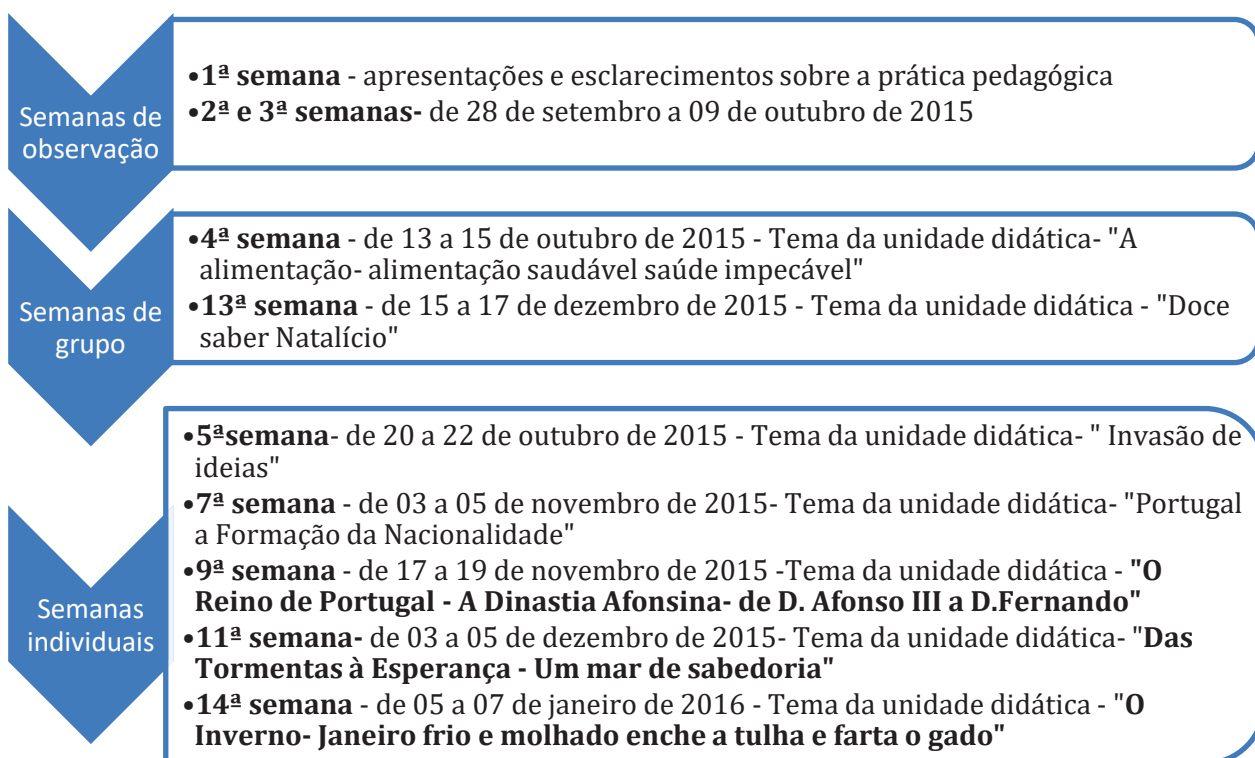 Semanas de
observação
•1ª semana - apresentações e esclarecimentos sobre a prática pedagógica
•2ª e 3ª semanas- de 28 de setembro a 09 de outubro de 2015
Semanas de
grupo
•4ª semana - de 13 a 15 de outubro de 2015 - Tema da unidade didática- "A
alimentação- alimentação saudável saúde impecável"
•13ª semana - de 15 a 17 de dezembro de 2015 - Tema da unidade didática - "Doce
saber Natalício"
Semanas
individuais
•5ªsemana- de 20 a 22 de outubro de 2015 - Tema da unidade didática- " Invasão de
ideias"
•7ª semana - de 03 a 05 de novembro de 2015- Tema da unidade didática- "Portugal
a Formação da Nacionalidade"
•9ª semana - de 17 a 19 de novembro de 2015 -Tema da unidade didática - "O
Reino de Portugal - A Dinastia Afonsina- de D. Afonso III a D.Fernando"
•11ª semana- de 03 a 05 de dezembro de 2015- Tema da unidade didática- "Das
Tormentas à Esperança - Um mar de sabedoria"
•14ª semana - de 05 a 07 de janeiro de 2016 - Tema da unidade didática - "O
Inverno- Janeiro frio e molhado enche a tulha e farta o gado"